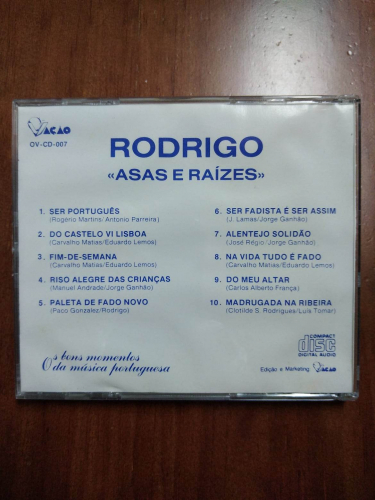 OVAÇÃO
OV-CD-007
RODRIGO
«ASAS E RAÍZES»
1. SER PORTUGUÊS
(Rogério Martins/António Parreira)
2. DO CASTELO VI LISBOA
(Carvalho Matias/Eduardo Lemos)
3. FIM-DE-SEMANA
(Carvalho Matias/Eduardo Lemos)
4. RISO ALEGRE DAS CRIANÇAS
(Manuel Andrade/Jorge Ganhão)
5. PALETA DE FADO NOVO
(Paco Gonzalez/Rodrigo)
6. SER FADISTA É SER ASSIM
(J. Lamas/Jorge Ganhão)
7. ALENTEJO SOLIDÃO
(José Régio/Jorge Ganhão)
8. NA VIDA TUDO É FADO
(Carvalho Matias/Eduardo Lemos)
9. DO MEU ALTAR
(Carlos Alberto França)
10. MADRUGADA NA RIBEIRA
(Clotilde S. Rodrigues/Luís Tomar)
Os bons momentos
da música portuguesa
COMPACT
disc
DIGITAL AUDIO
Edição e Marketing OVAÇÃO